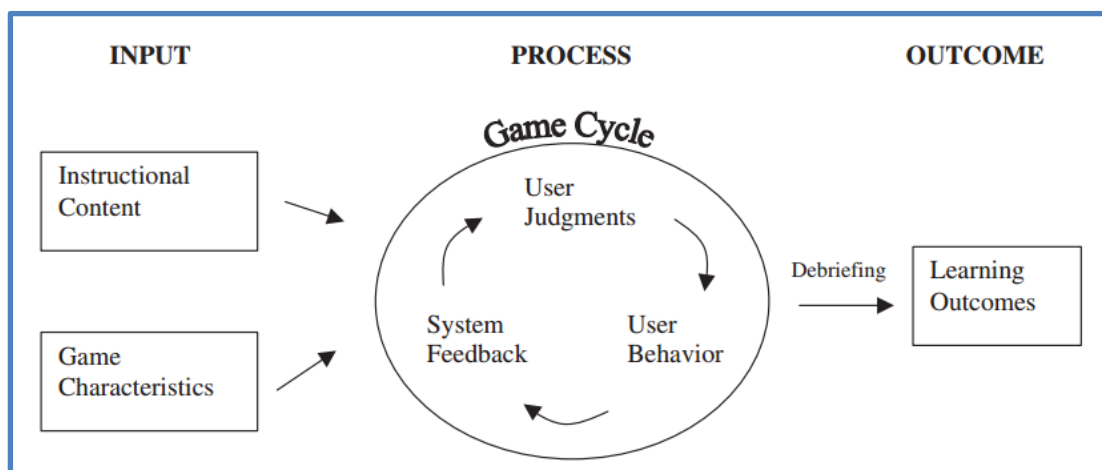 INPUT
PROCESS
OUTCOME
Game Cycle
Instructional
Content
User
Judgments
Debriefing
Learning
Outcomes
System
Feedback
User
Behavior
Game
Characteristics